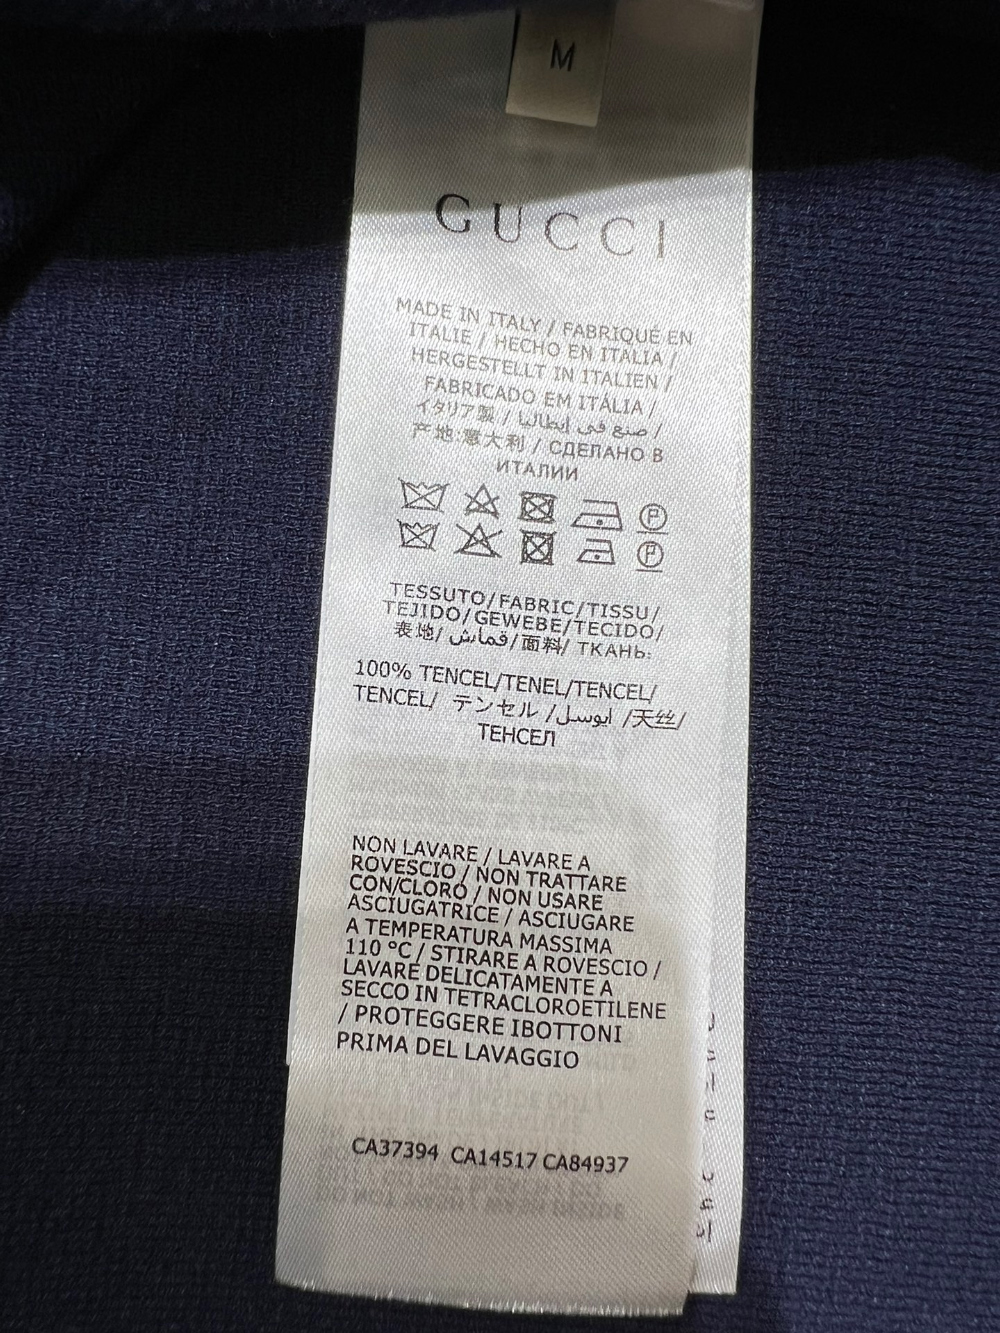 M
GUCCI
MADE IN ITALY / FABRIQUÉ EN
ITALIE / HECHO EN ITALIA /
HERGESTELLT IN ITALIEN /
FABRICADO EM ITÁLIA /
イタリア製 / صنع في إيطاليا /
产地:意大利 / СДЕЛАНО В
ИТАЛИИ
P
P
TESSUTO/FABRIC/TISSU/
TEJIDO/GEWEBE/TECIDO/
表地/ قماش/面料/ ТКАНЬ:
100% TENCEL/TENEL/TENCEL/
TENCEL/ テンセル /ايوسل /天丝/
ТЕНСЕЛ
NON LAVARE / LAVARE A
ROVESCIO / NON TRATTARE
CON/CLORO / NON USARE
ASCIUGATRICE / ASCIUGARE
A TEMPERATURA MASSIMA
110 °C / STIRARE A ROVESCIO /
LAVARE DELICATAMENTE A
SECCO IN TETRACLOROETILENE
/ PROTEGGERE IBOTTONI
PRIMA DEL LAVAGGIO
CA37394 CA14517 CA84937